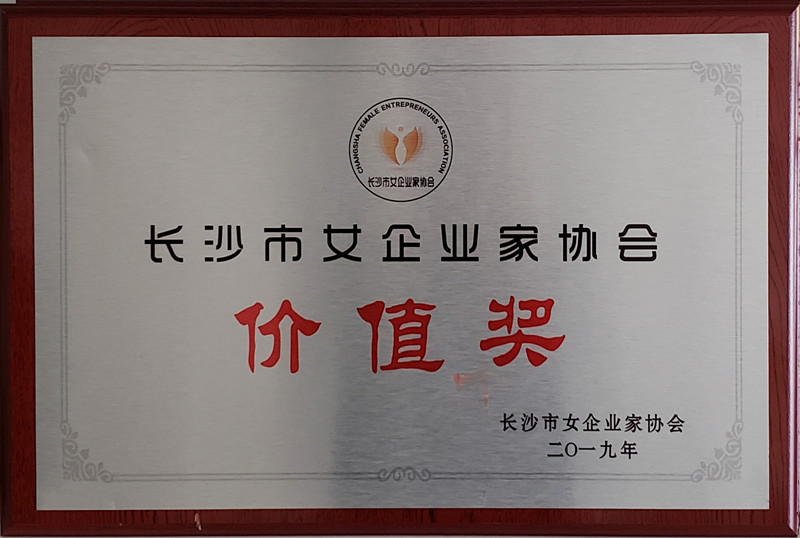 CHANGSHA FEMALE ENTREPRENEURS ASSOCIATION
长沙市女企业家协会
长沙市女企业家协会
价值奖
长沙市女企业家协会
二〇一九年